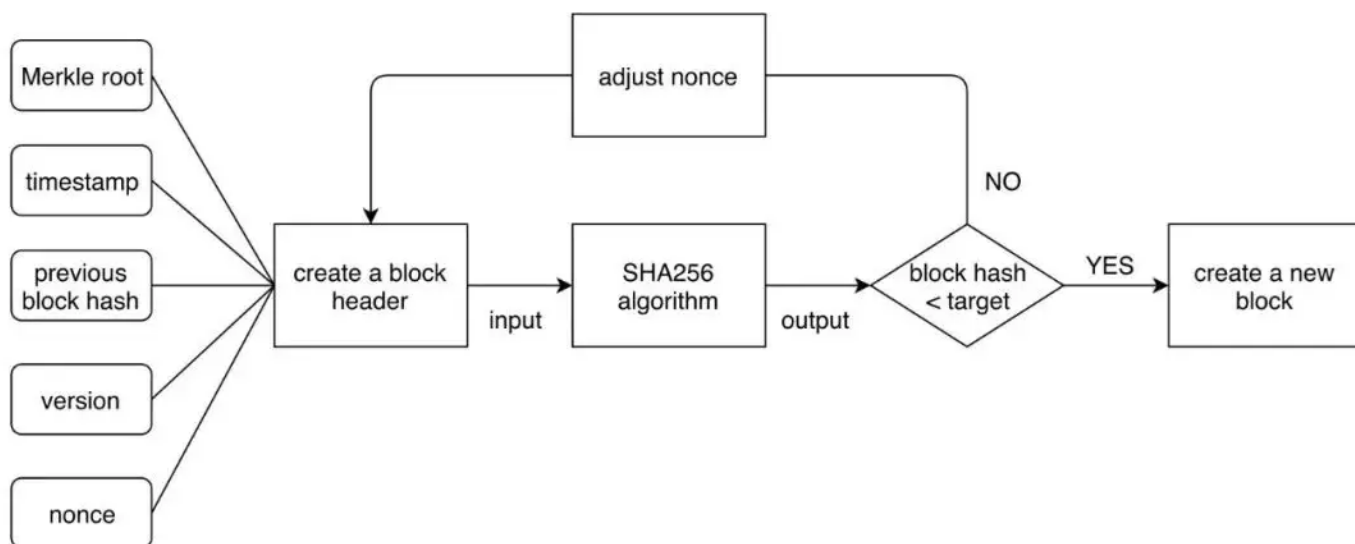 Merkle root
timestamp
previous
block hash
version
nonce
create a block
header
input
SHA256
algorithm
output
block hash
< target
NO
adjust nonce
YES
create a new
block